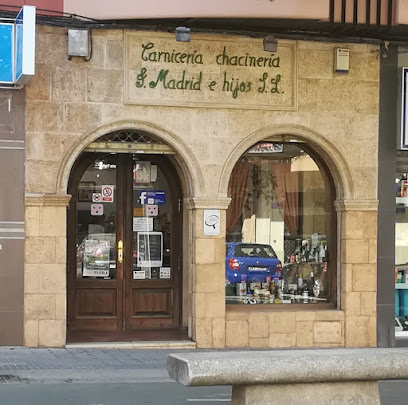 Carnicería chacinería
S. Madrid e hijos S.L.